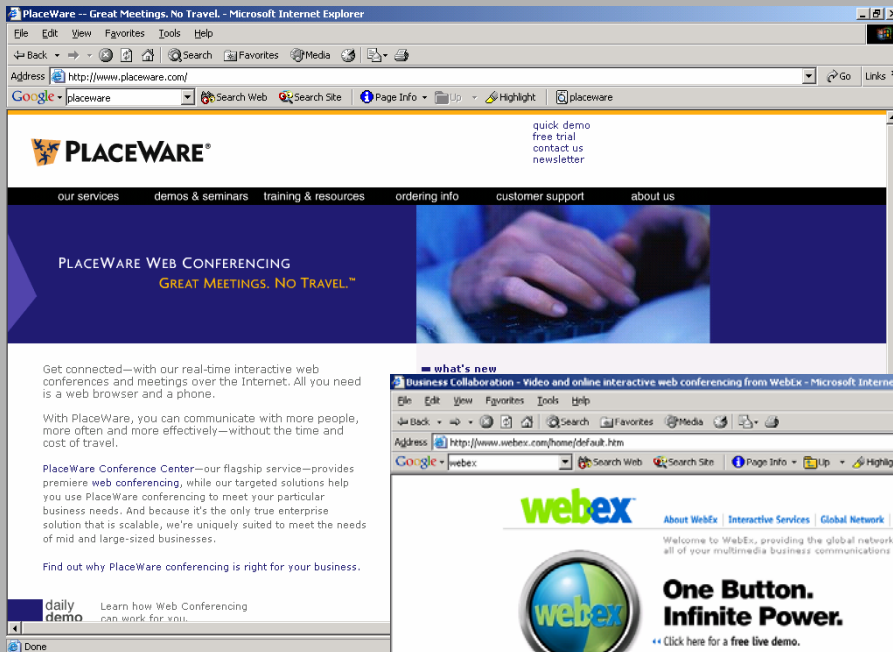 PlaceWare -- Great Meetings. No Travel. - Microsoft Internet Explorer
File Edit View Favorites Tools Help
Back Search Favorites Media
Address http://www.placeware.com/ Go Links
Google placeware Search Web Search Site Page Info Up Highlight placeware
quick demo
free trial
contact us
newsletter
PLACEWARE®
our services demos & seminars training & resources ordering info customer support about us
PLACEWARE WEB CONFERENCING
GREAT MEETINGS. NO TRAVEL.™
Get connected—with our real-time interactive web
conferences and meetings over the Internet. All you need
is a web browser and a phone.
With PlaceWare, you can communicate with more people,
more often and more effectively—without the time and
cost of travel.
PlaceWare Conference Center—our flagship service—provides
premiere web conferencing, while our targeted solutions help
you use PlaceWare conferencing to meet your particular
business needs. And because it's the only true enterprise
solution that is scalable, we're uniquely suited to meet the needs
of mid and large-sized businesses.
Find out why PlaceWare conferencing is right for your business.
daily
demo
Learn how Web Conferencing
can work for you.
Done
what's new
Business Collaboration - Video and online interactive web conferencing from WebEx - Microsoft Interne
File Edit View Favorites Tools Help
Back Search Favorites Media
Address http://www.webex.com/home/default.htm
Google webex Search Web Search Site Page Info Up Highlig
webex
About WebEx | Interactive Services | Global Network |
Welcome to WebEx, providing the global network
all of your multimedia business communications
webex
One Button.
Infinite Power.
Click here for a free live demo.